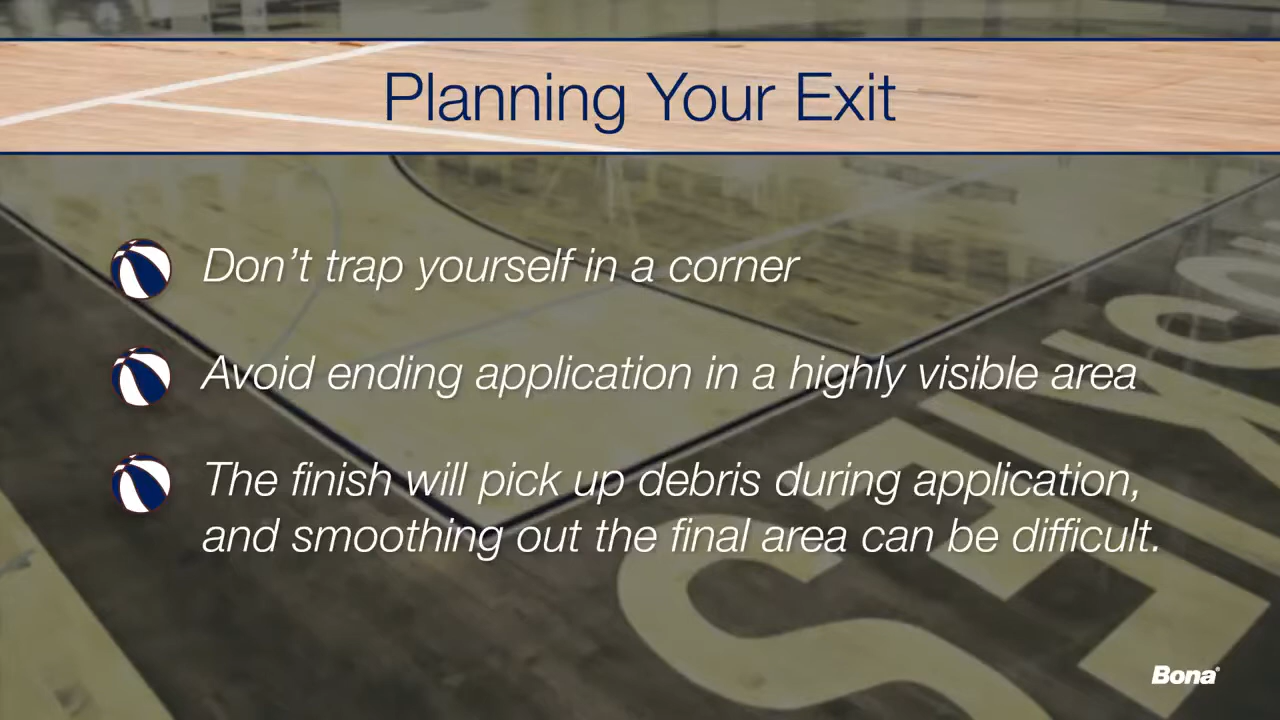 Planning Your Exit
Don’t trap yourself in a corner
Avoid ending application in a highly visible area
The finish will pick up debris during application,
and smoothing out the final area can be difficult.
Bona®